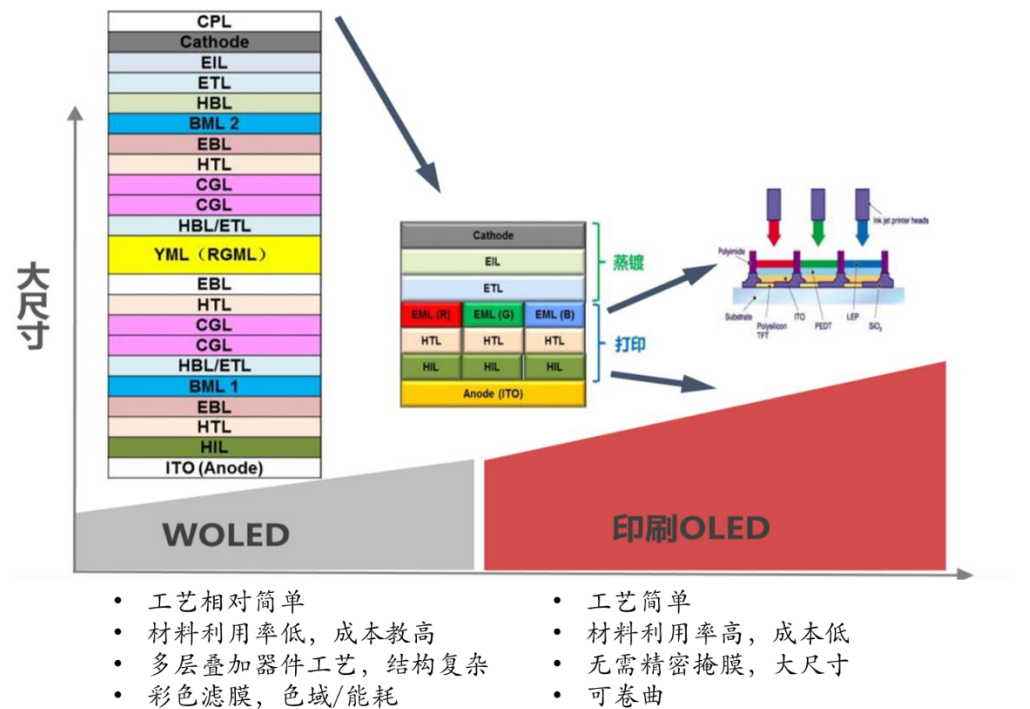 CPL
Cathode
EIL
ETL
HBL
BML 2
EBL
HTL
CGL
CGL
HBL/ETL
YML（RGML）
EBL
HTL
CGL
CGL
HBL/ETL
BML 1
EBL
HTL
HIL
ITO (Anode)
大尺寸
Cathode
EIL
ETL
EML (R) EML (G) EML (B)
HTL HTL HTL
HIL HIL HIL
Anode (ITO)
蒸镀
打印
Ink jet printer heads
Polyimide
Substrate
Polysilicon
TFT
ITO
PEDT
LEP
SiO₂
WOLED
印刷OLED
• 工艺相对简单
• 材料利用率低，成本教高
• 多层叠加器件工艺，结构复杂
• 彩色滤膜，色域/能耗
• 工艺简单
• 材料利用率高，成本低
• 无需精密掩膜，大尺寸
• 可卷曲